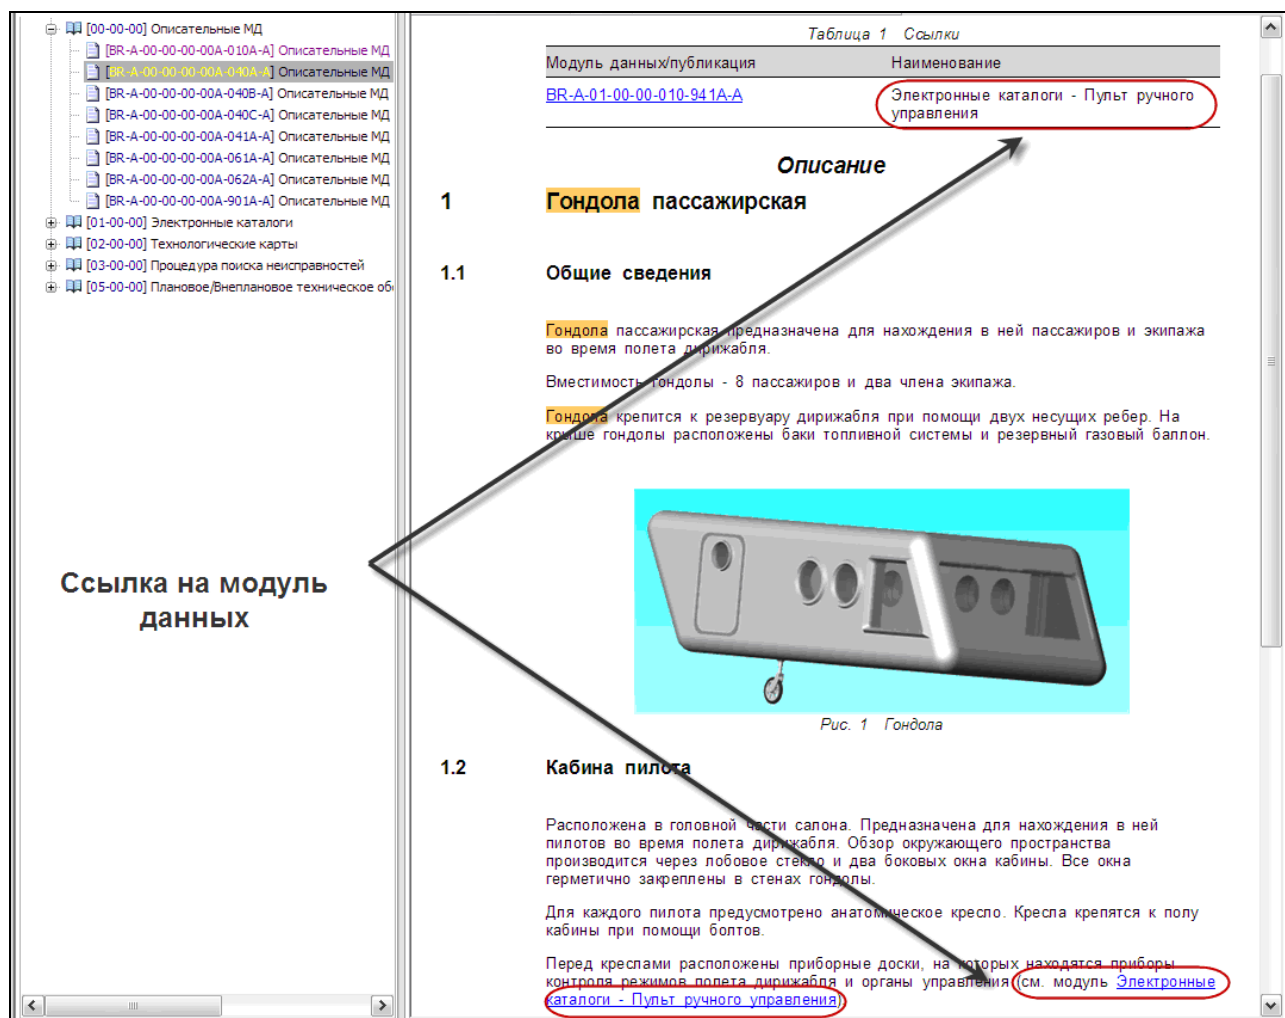 [00-00-00] Описательные МД
[BR-A-00-00-00-00A-010A-A] Описательные МД
[BR-A-00-00-00-00A-040A-A] Описательные МД
[BR-A-00-00-00-00A-040B-A] Описательные МД
[BR-A-00-00-00-00A-040C-A] Описательные МД
[BR-A-00-00-00-00A-041A-A] Описательные МД
[BR-A-00-00-00-00A-061A-A] Описательные МД
[BR-A-00-00-00-00A-062A-A] Описательные МД
[BR-A-00-00-00-00A-901A-A] Описательные МД
[01-00-00] Электронные каталоги
[02-00-00] Технологические карты
[03-00-00] Процедура поиска неисправностей
[05-00-00] Плановое/Внеплановое техническое об
Ссылка на модуль
данных
Таблица 1 Ссылки
Модуль данных/публикация Наименование
BR-A-01-00-00-010-941A-A Электронные каталоги - Пульт ручного
управления
Описание
1 Гондола пассажирская
1.1 Общие сведения
Гондола пассажирская предназначена для нахождения в ней пассажиров и экипажа
во время полета дирижабля.
Вместимость гондолы - 8 пассажиров и два члена экипажа.
Гондола крепится к резервуару дирижабля при помощи двух несущих ребер. На
крыше гондолы расположены баки топливной системы и резервный газовый баллон.
Рис. 1 Гондола
1.2 Кабина пилота
Расположена в головной части салона. Предназначена для нахождения в ней
пилотов во время полета дирижабля. Обзор окружающего пространства
производится через лобовое стекло и два боковых окна кабины. Все окна
герметично закреплены в стенах гондолы.
Для каждого пилота предусмотрено анатомическое кресло. Кресла крепятся к полу
кабины при помощи болтов.
Перед креслами расположены приборные доски, на которых находятся приборы
контроля режимов полета дирижабля и органы управления (см. модуль Электронные
каталоги - Пульт ручного управления)